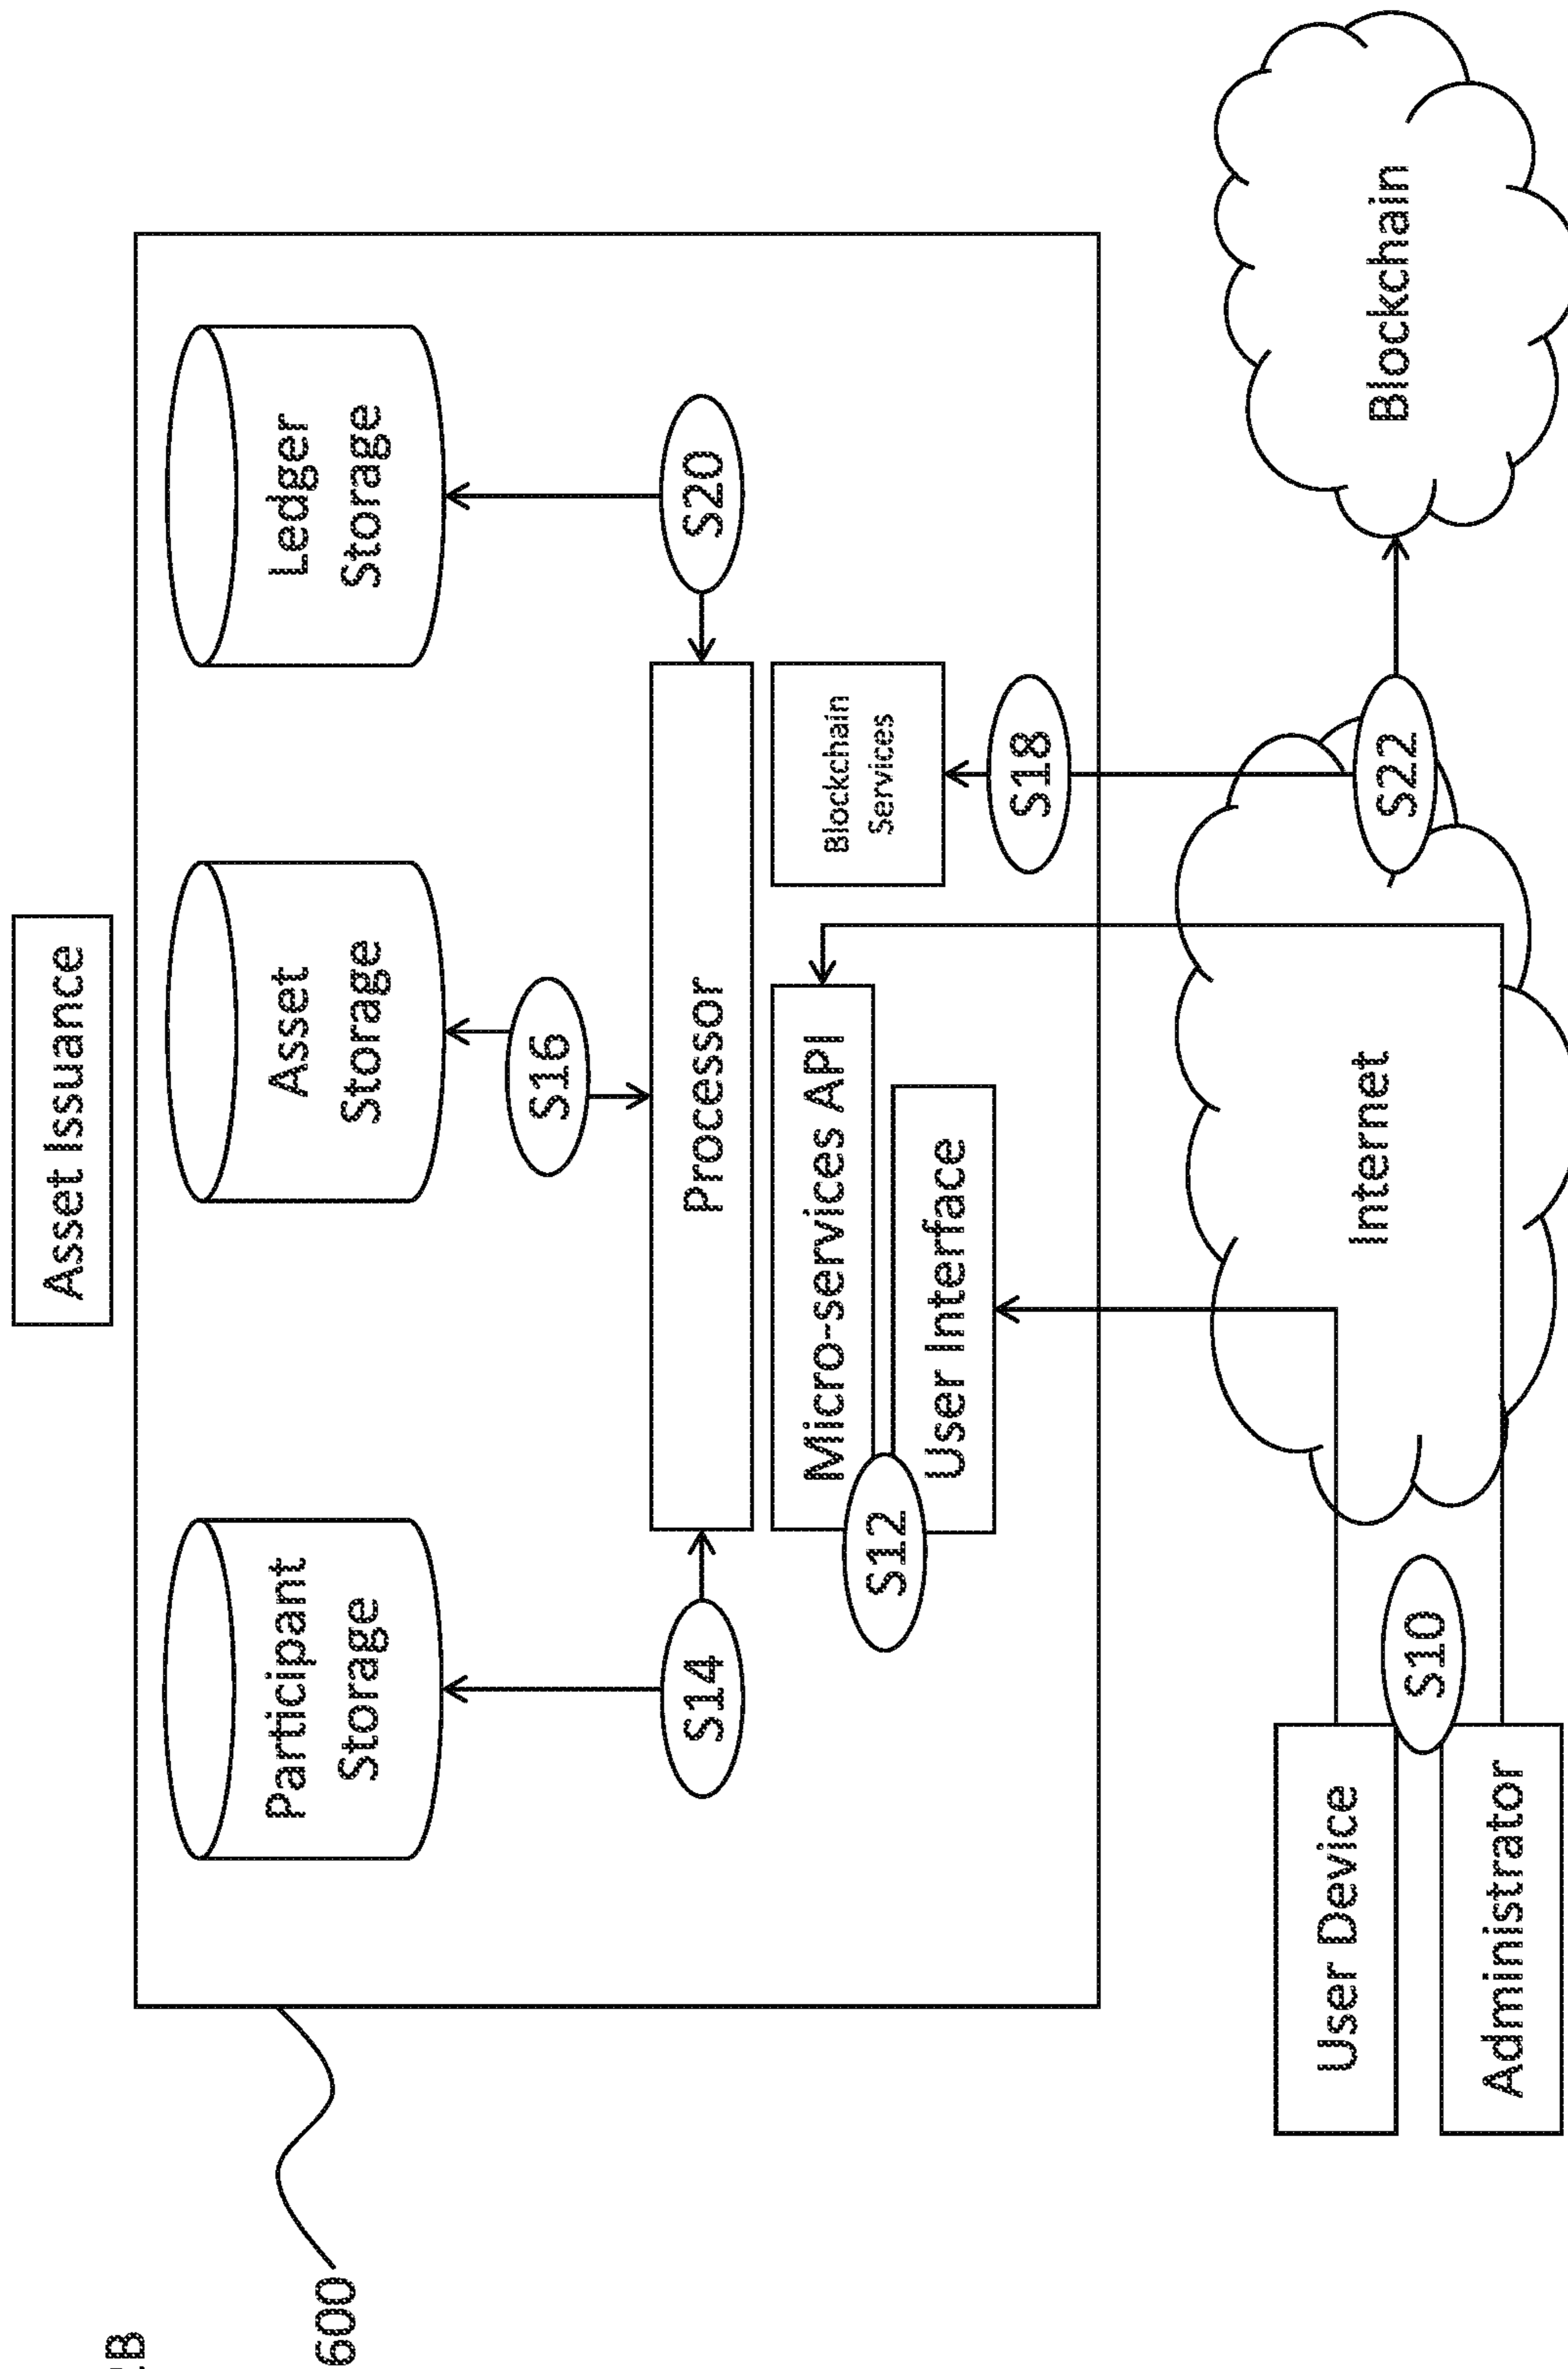 Asset Issuance
Participant
Storage
Asset
Storage
Ledger
Storage
S16
S14
Processor
S20
Micro-services API
Blockchain
Services
S12
User Interface
S18
600
User Device
S10
Internet
S22
Blockchain
Administrator